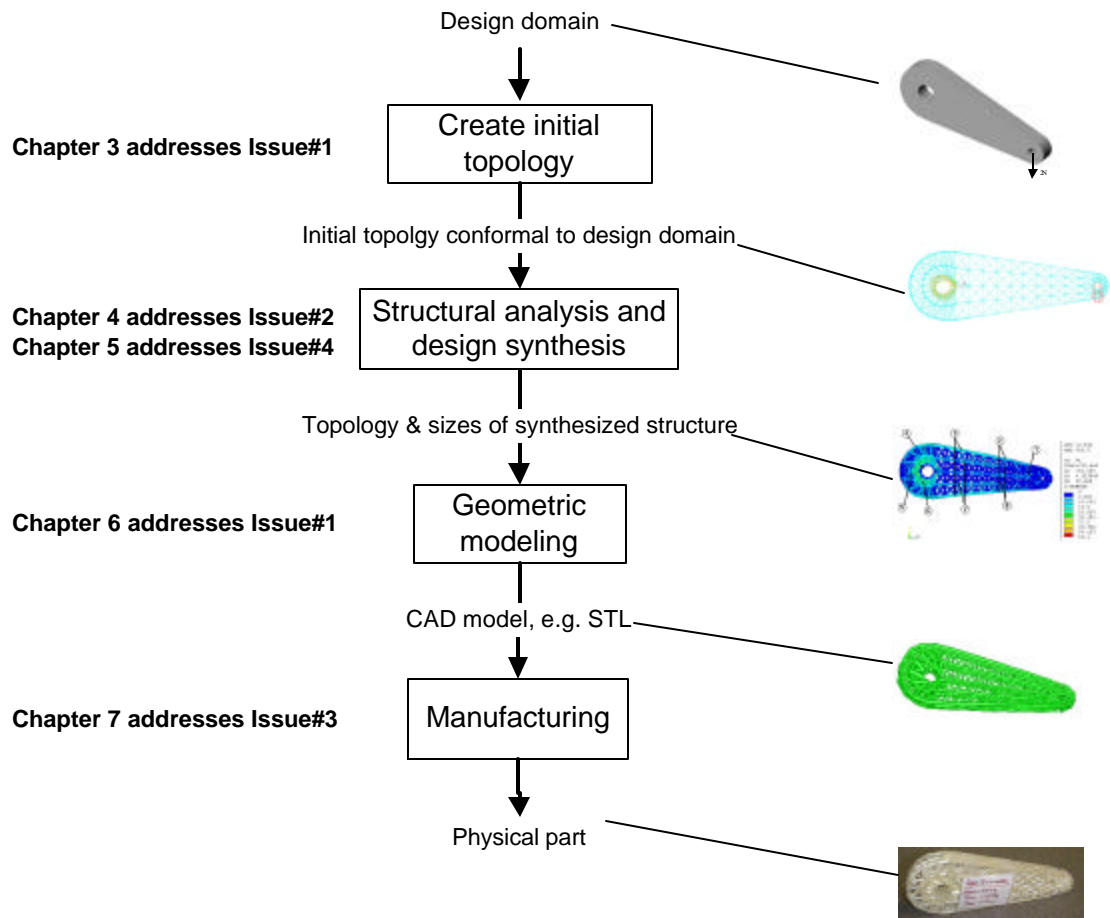 Design domain
Create initial
topology
Chapter 3 addresses Issue#1
2N
Initial topolgy conformal to design domain
Chapter 4 addresses Issue#2
Chapter 5 addresses Issue#4
Structural analysis and
design synthesis
Topology & sizes of synthesized structure
Chapter 6 addresses Issue#1
Geometric
modeling
CAD model, e.g. STL
Chapter 7 addresses Issue#3
Manufacturing
Physical part